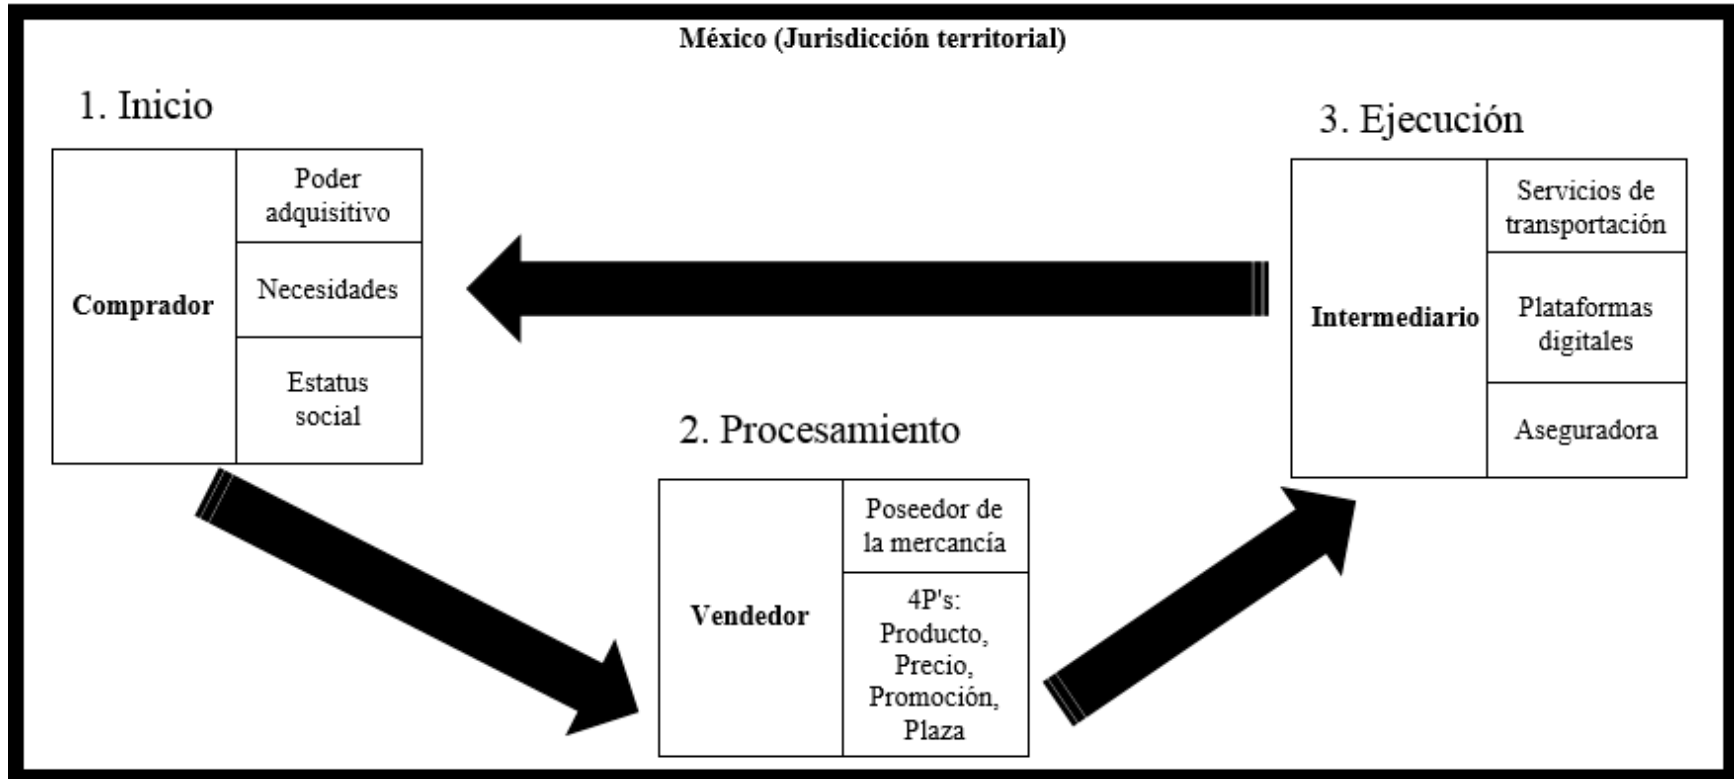 México (Jurisdicción territorial)
1. Inicio
Comprador
Poder
adquisitivo
Necesidades
Estatus
social
2. Procesamiento
Vendedor
Poseedor de
la mercancía
4P's:
Producto,
Precio,
Promoción,
Plaza
3. Ejecución
Intermediario
Servicios de
transportación
Plataformas
digitales
Aseguradora